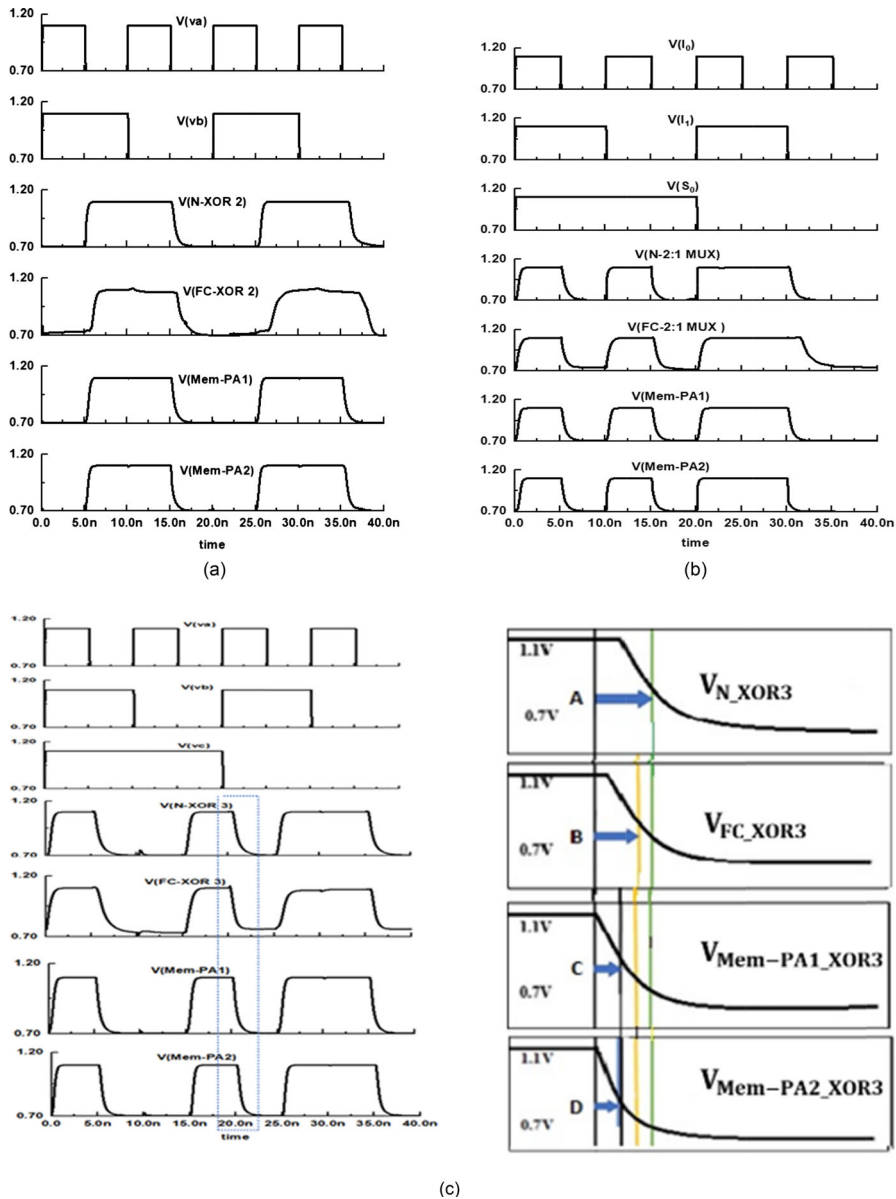 1.20
V(va)
0.70
1.20
V(vb)
0.70
1.20
V(N-XOR 2)
0.70
1.20
V(FC-XOR 2)
0.70
1.20
V(Mem-PA1)
0.70
1.20
V(Mem-PA2)
0.70
0.0 5.0n 10.0n 15.0n 20.0n 25.0n 30.0n 35.0n 40.0n
time
(a)
1.20
V(I₀)
0.70
1.20
V(I₁)
0.70
1.20
V(S₀)
0.70
1.20
V(N-2:1 MUX)
0.70
1.20
V(FC-2:1 MUX )
0.70
1.20
V(Mem-PA1)
0.70
1.20
V(Mem-PA2)
0.70
0.0 5.0n 10.0n 15.0n 20.0n 25.0n 30.0n 35.0n 40.0n
time
(b)
1.20
V(va)
0.70
1.20
V(vb)
0.70
1.20
V(vc)
0.70
1.20
V(N-XOR 3)
0.70
1.20
V(FC-XOR 3)
0.70
1.20
V(Mem-PA1)
0.70
1.20
V(Mem-PA2)
0.70
0.0 5.0n 10.0n 15.0n 20.0n 25.0n 30.0n 35.0n 40.0n
time
1.1V
A
0.7V
V_N_XOR3
1.1V
B
0.7V
V_FC_XOR3
1.1V
C
0.7V
V_Mem−PA1_XOR3
1.1V
D
0.7V
V_Mem−PA2_XOR3
(c)